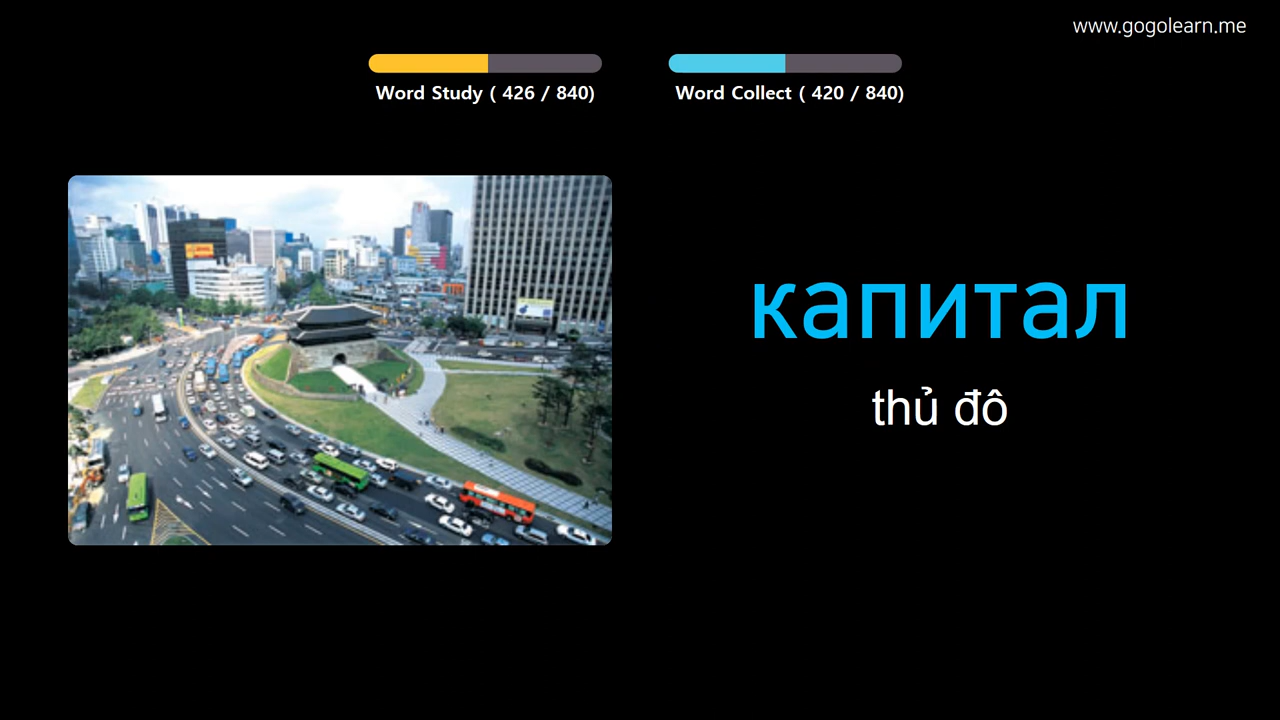 www.gogolearn.me
Word Study ( 426 / 840)
Word Collect ( 420 / 840)
капитал
thủ đô